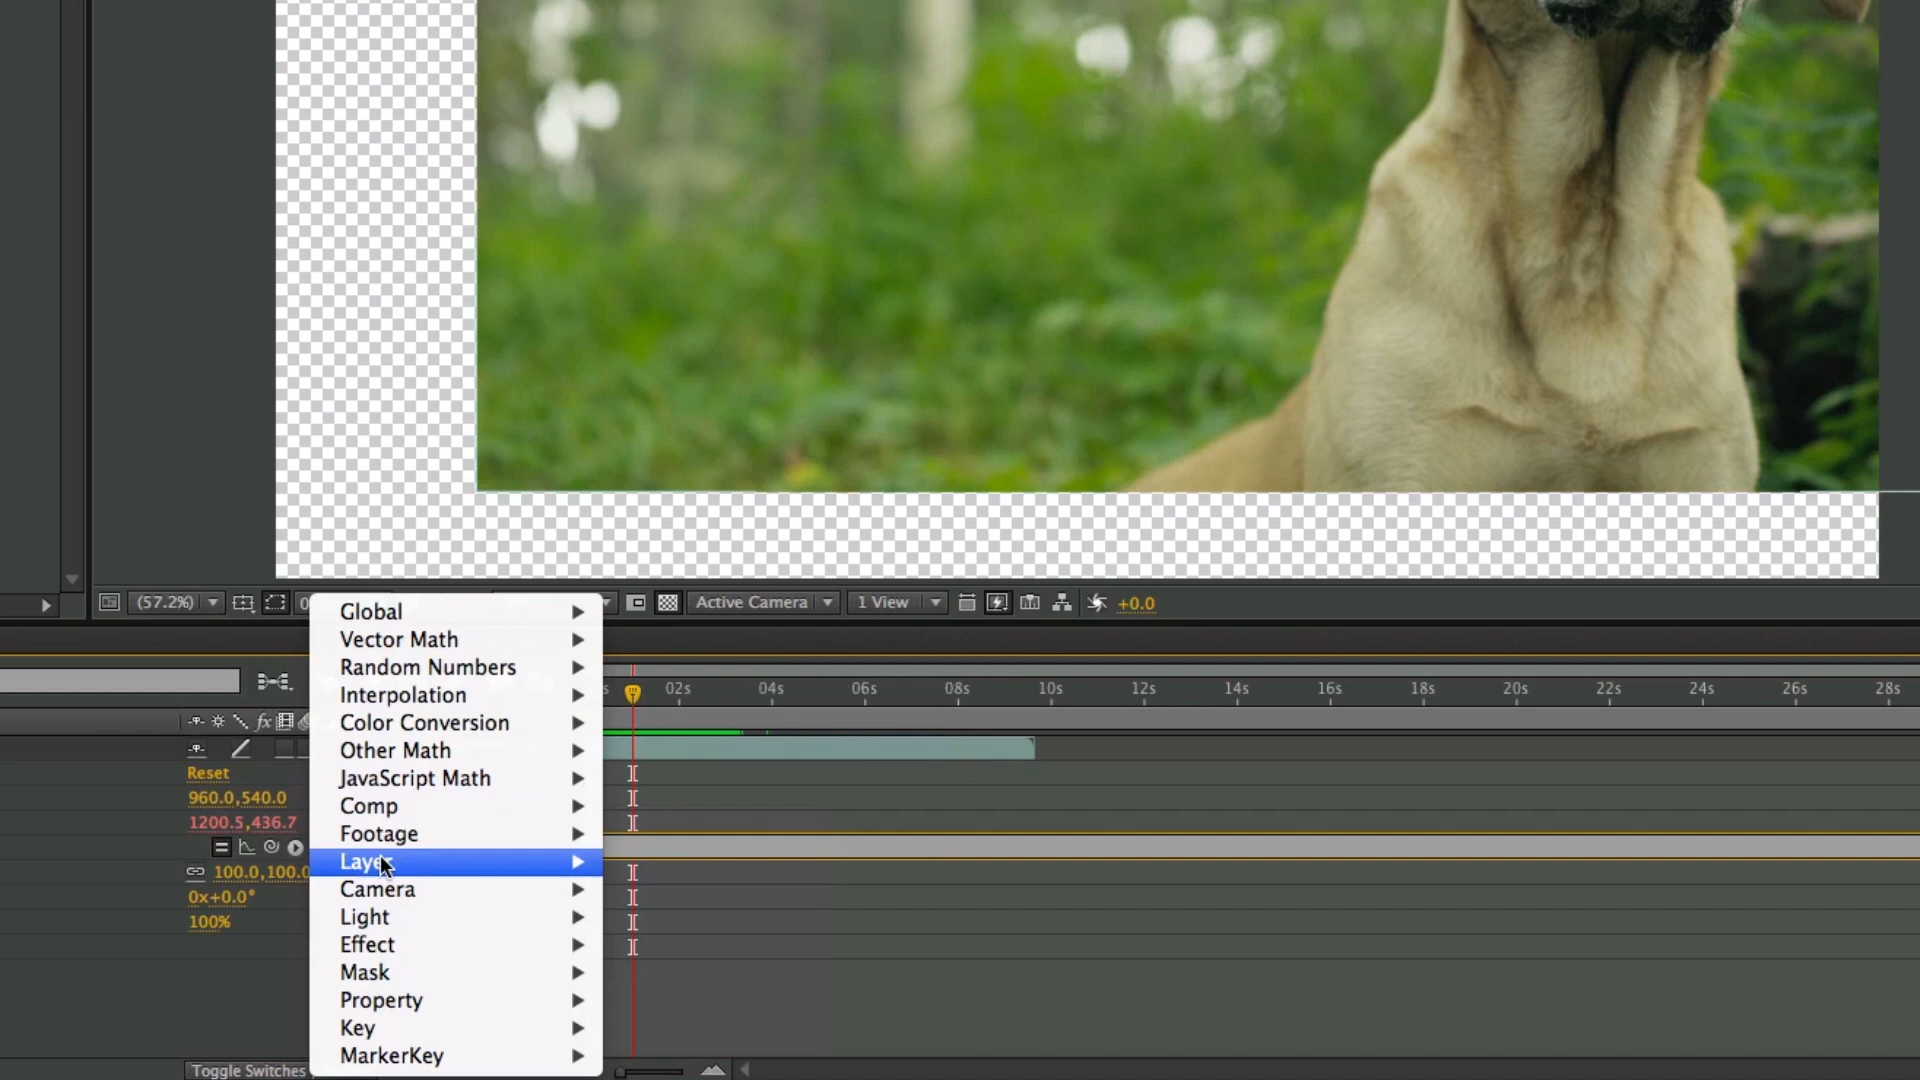 (57.2%)
Active Camera
1 View
+0.0
Global
Vector Math
Random Numbers
Interpolation
Color Conversion
Other Math
JavaScript Math
Comp
Footage
Layer
Camera
Light
Effect
Mask
Property
Key
MarkerKey
02s 04s 06s 08s 10s 12s 14s 16s 18s 20s 22s 24s 26s 28s
fx
Reset
960.0,540.0
1200.5,436.7
100.0,100.0
0x+0.0°
100%
Toggle Switches